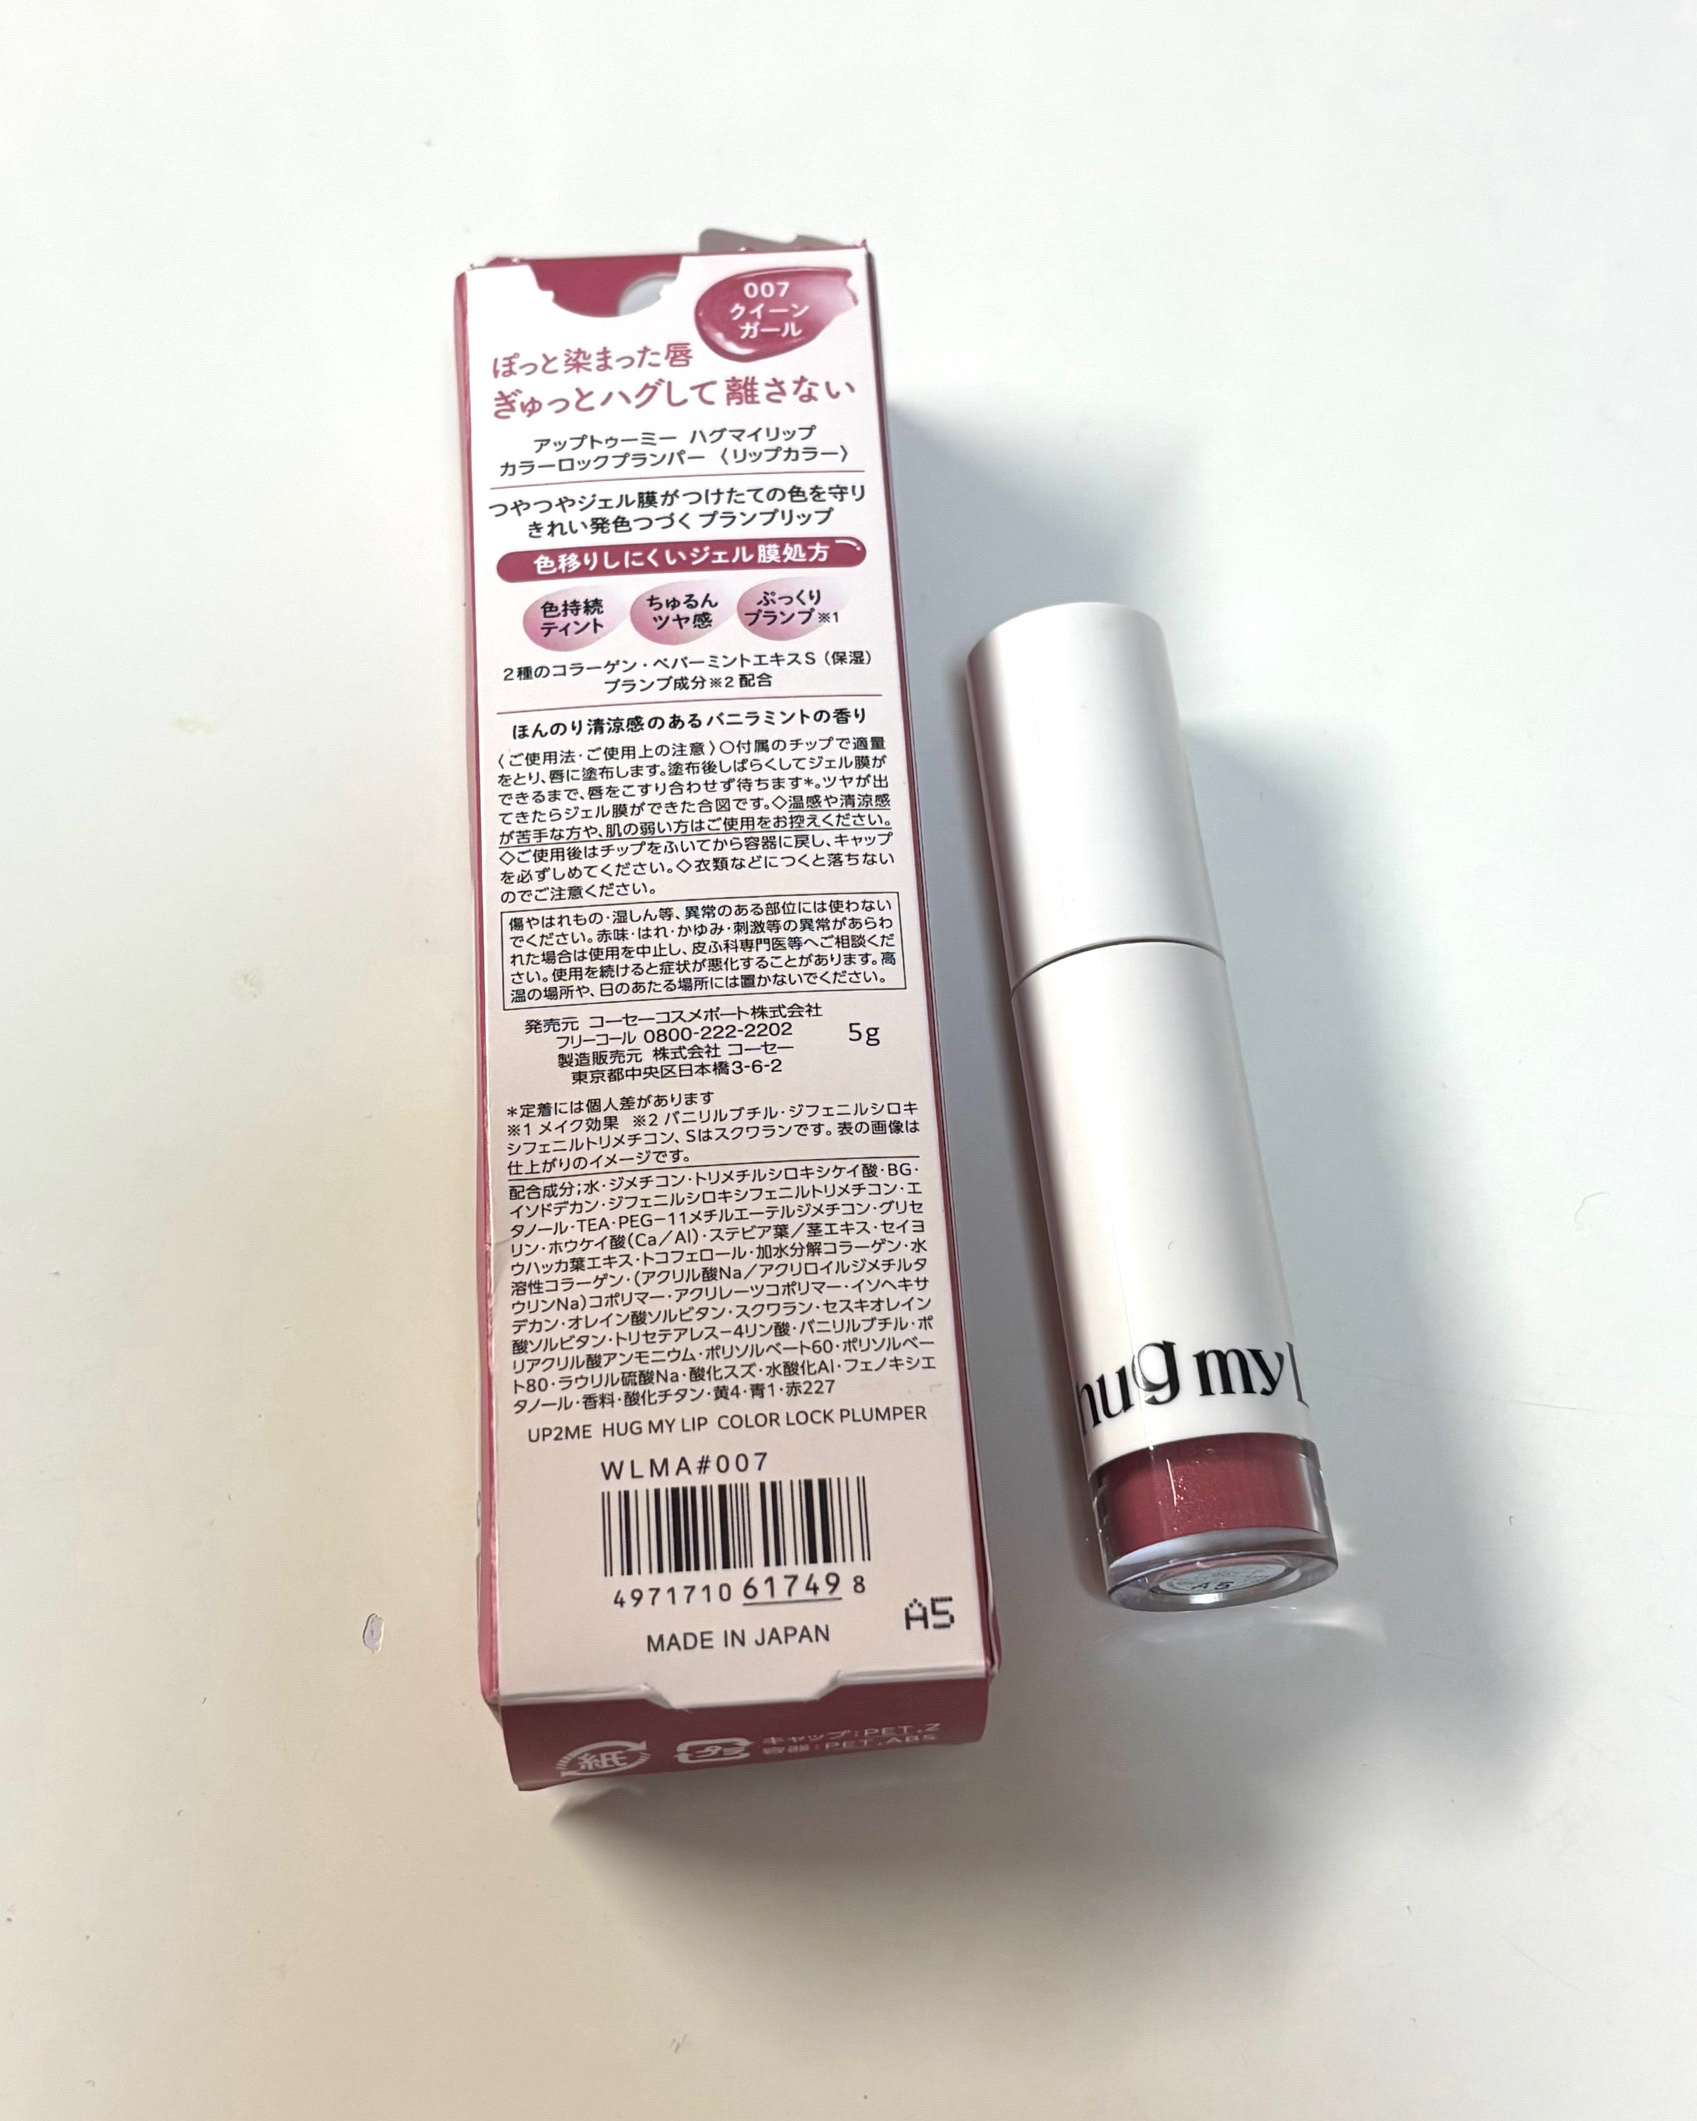 007
クイーン
ガール
ぽっと染まった唇
ぎゅっとハグして離さない
アップトゥーミー ハグマイリップ
カラーロックプランパー 〈リップカラー〉
つやつやジェル膜がつけたての色を守り
きれい発色つづくプランプリップ
色移りしにくいジェル膜処方
色持続
ティント
ちゅるん
ツヤ感
ぷっくり
プランプ※1
2種のコラーゲン・ペパーミントエキスS（保湿）
プランプ成分※2 配合
ほんのり清涼感のあるバニラミントの香り
〈ご使用法・ご使用上の注意〉○付属のチップで適量
をとり、唇に塗布します。塗布後しばらくしてジェル膜が
できるまで、唇をこすり合わせず待ちます＊。ツヤが出
てきたらジェル膜ができた合図です。◇温感や清涼感
が苦手な方や、肌の弱い方はご使用をお控えください。
◇ご使用後はチップをふいてから容器に戻し、キャップ
を必ずしめてください。◇衣類などにつくと落ちない
のでご注意ください。
傷やはれもの・湿しん等、異常のある部位には使わない
でください。赤味・はれ・かゆみ・刺激等の異常があらわ
れた場合は使用を中止し、皮ふ科専門医等へご相談くだ
さい。使用を続けると症状が悪化することがあります。高
温の場所や、日のあたる場所には置かないでください。
発売元 コーセーコスメポート株式会社
フリーコール 0800-222-2202
5g
製造販売元 株式会社 コーセー
東京都中央区日本橋3-6-2
＊定着には個人差があります
※1 メイク効果 ※2 バニリルブチル・ジフェニルシロキ
シフェニルトリメチコン、Sはスクワランです。表の画像は
仕上がりのイメージです。
配合成分；水・ジメチコン・トリメチルシロキシケイ酸・BG・
イソドデカン・ジフェニルシロキシフェニルトリメチコン・エ
タノール・TEA・PEG−11メチルエーテルジメチコン・グリセ
リン・ホウケイ酸(Ca／Al)・ステビア葉／茎エキス・セイヨ
ウハッカ葉エキス・トコフェロール・加水分解コラーゲン・水
溶性コラーゲン・(アクリル酸Na／アクリロイルジメチルタ
ウリンNa)コポリマー・アクリレーツコポリマー・イソヘキサ
デカン・オレイン酸ソルビタン・スクワラン・セスキオレイン
酸ソルビタン・トリセテアレス−4リン酸・バニリルブチル・ポ
リアクリル酸アンモニウム・ポリソルベート60・ポリソルベー
ト80・ラウリル硫酸Na・酸化スズ・水酸化Al・フェノキシエ
タノール・香料・酸化チタン・黄4・青1・赤227
UP2ME HUG MY LIP COLOR LOCK PLUMPER
WLMA#007
4971710 617498
A5
MADE IN JAPAN
紙
プラ
キャップ：PET,Z
容器：PET,ABS
hug my l
A5